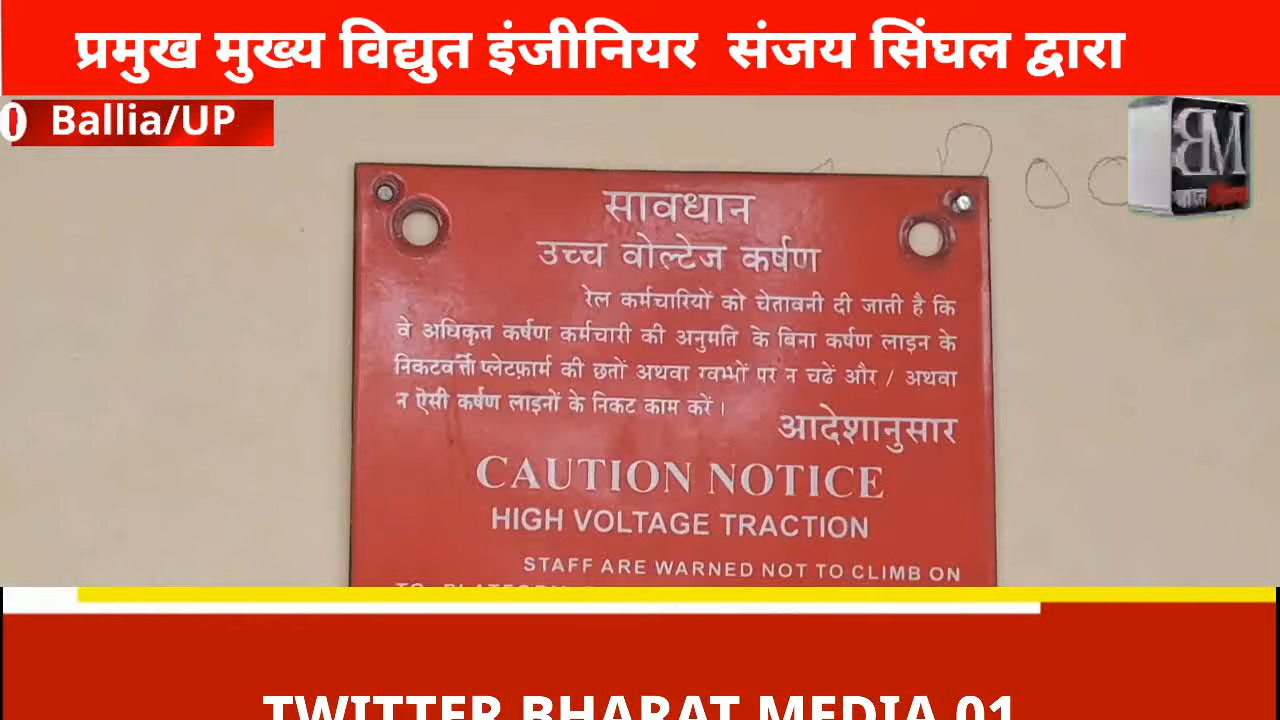 प्रमुख मुख्य विद्युत इंजीनियर संजय सिंघल द्वारा
Ballia/UP
BM
सावधान
उच्च वोल्टेज कर्षण
रेल कर्मचारियों को चेतावनी दी जाती है कि
वे अधिकृत कर्षण कर्मचारी की अनुमति के बिना कर्षण लाइन के
निकटवर्ती प्लेटफ़ार्म की छतों अथवा खम्भों पर न चढें और / अथवा
न ऐसी कर्षण लाइनों के निकट काम करें ।
आदेशानुसार
CAUTION NOTICE
HIGH VOLTAGE TRACTION
STAFF ARE WARNED NOT TO CLIMB ON
TWITTER BHARAT MEDIA 01